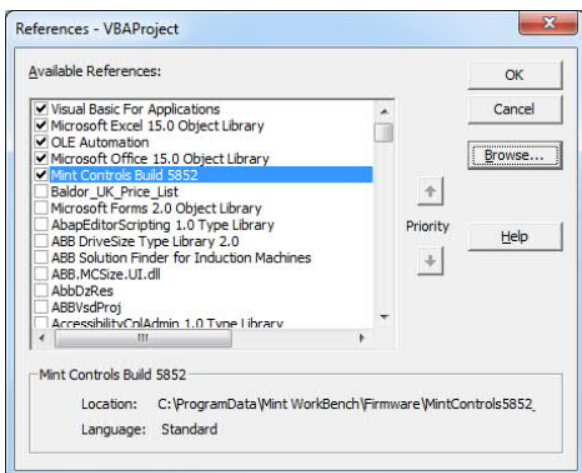 References - VBAProject
Available References:
Visual Basic For Applications
Microsoft Excel 15.0 Object Library
OLE Automation
Microsoft Office 15.0 Object Library
Mint Controls Build 5852
Baldor_UK_Price_List
Microsoft Forms 2.0 Object Library
AbapEditorScripting 1.0 Type Library
ABB DriveSize Type Library 2.0
ABB Solution Finder for Induction Machines
ABB.MCSize.UI.dll
AbbDzRes
ABBVsdProj
AccessibilityCplAdmin 1.0 Type Library
Priority
OK
Cancel
Browse...
Help
Mint Controls Build 5852
Location: C:\ProgramData\Mint WorkBench\Firmware\MintControls5852_
Language: Standard